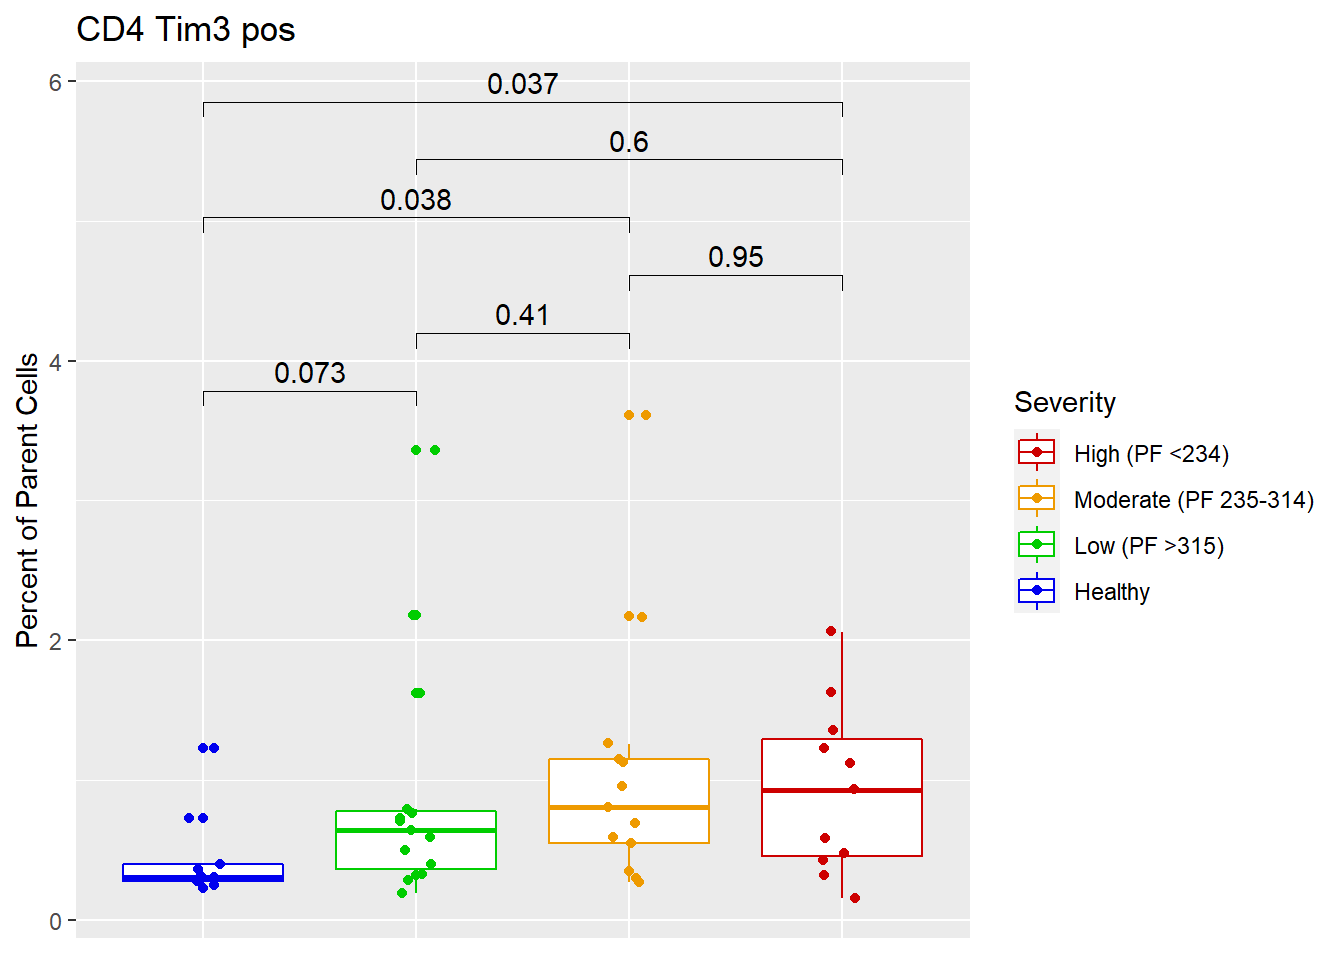 CD4 Tim3 pos
6
0.037
0.6
0.038
0.95
0.41
4
0.073
Percent of Parent Cells
2
0
Severity
High (PF <234)
Moderate (PF 235-314)
Low (PF >315)
Healthy